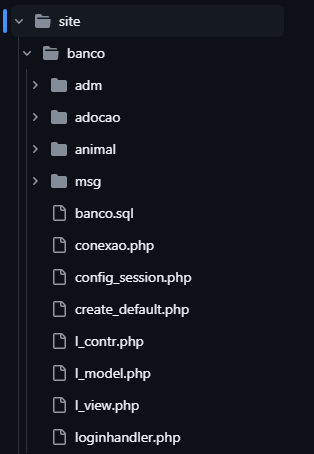 site
banco
adm
adocao
animal
msg
banco.sql
conexao.php
config_session.php
create_default.php
l_contr.php
l_model.php
l_view.php
loginhandler.php